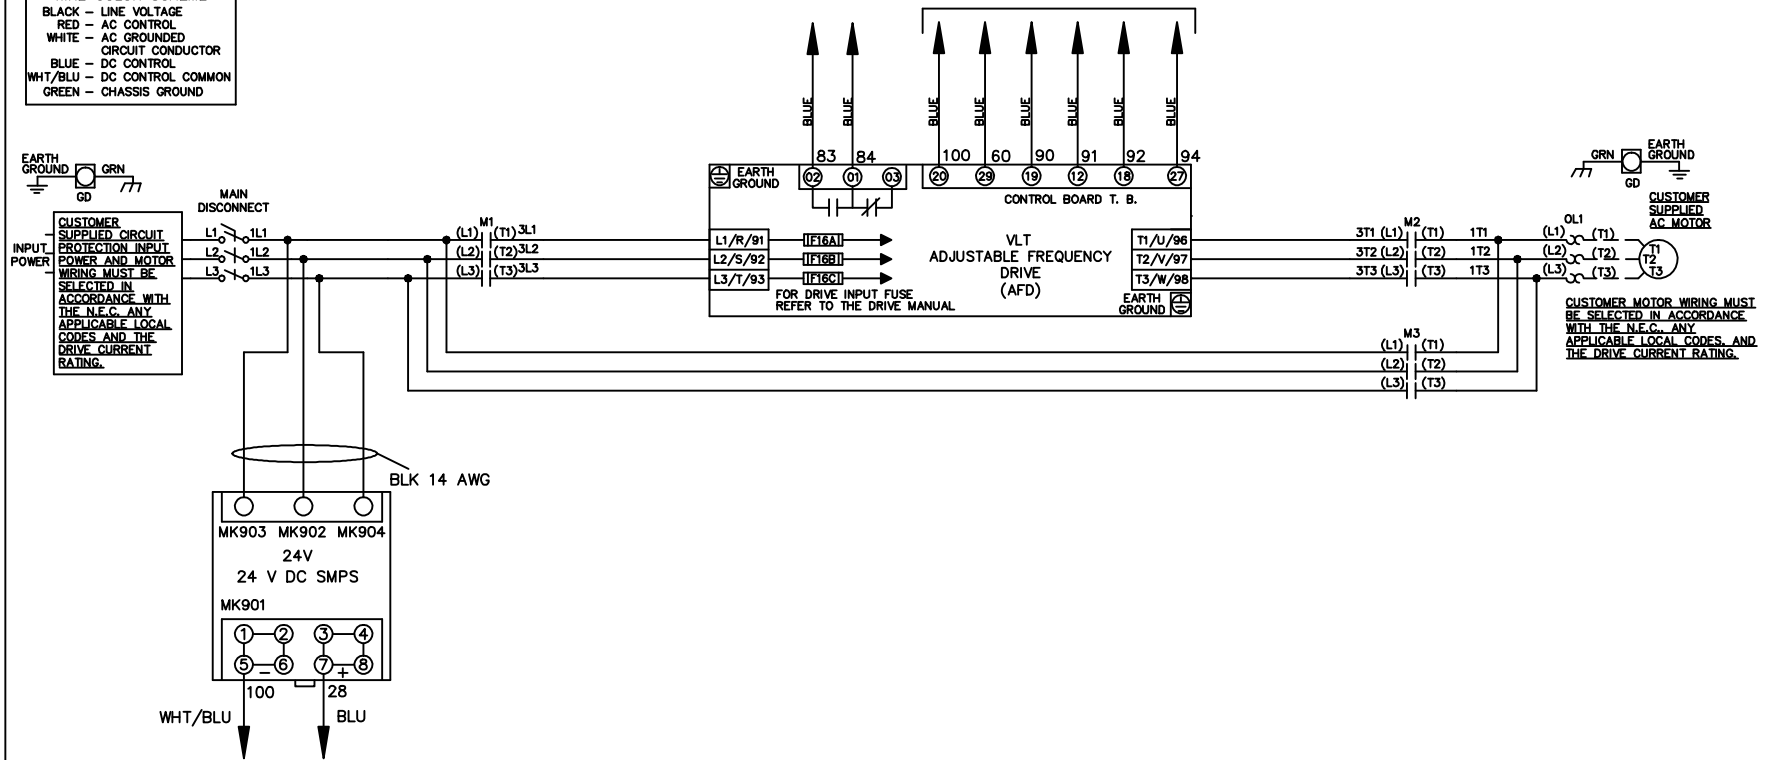 BLACK – LINE VOLTAGE
RED – AC CONTROL
WHITE – AC GROUNDED
CIRCUIT CONDUCTOR
BLUE – DC CONTROL
WHT/BLU – DC CONTROL COMMON
GREEN – CHASSIS GROUND
BLUE BLUE BLUE BLUE BLUE BLUE BLUE BLUE
83 84 100 60 90 91 92 94
02 01 03 20 29 19 12 18 27
EARTH
GROUND
GRN
GD
MAIN
DISCONNECT
INPUT
POWER
CUSTOMER
SUPPLIED CIRCUIT
PROTECTION INPUT
POWER AND MOTOR
WIRING MUST BE
SELECTED IN
ACCORDANCE WITH
THE N.E.C. ANY
APPLICABLE LOCAL
CODES AND THE
DRIVE CURRENT
RATING.
L1 1L1
L2 1L2
L3 1L3
M1
(L1) (T1) 3L1
(L2) (T2) 3L2
(L3) (T3) 3L3
EARTH
GROUND
CONTROL BOARD T. B.
L1/R/91
L2/S/92
L3/T/93
F16A
F16B
F16C
FOR DRIVE INPUT FUSE
REFER TO THE DRIVE MANUAL
VLT
ADJUSTABLE FREQUENCY
DRIVE
(AFD)
T1/U/96
T2/V/97
T3/W/98
EARTH
GROUND
M2
3T1 (L1) (T1) 1T1
3T2 (L2) (T2) 1T2
3T3 (L3) (T3) 1T3
M3
(L1) (T1)
(L2) (T2)
(L3) (T3)
OL1
(L1) (T1)
(L2) (T2)
(L3) (T3)
T1
T2
T3
GRN
EARTH
GROUND
GD
CUSTOMER
SUPPLIED
AC MOTOR
CUSTOMER MOTOR WIRING MUST
BE SELECTED IN ACCORDANCE
WITH THE N.E.C., ANY
APPLICABLE LOCAL CODES, AND
THE DRIVE CURRENT RATING.
BLK 14 AWG
MK903 MK902 MK904
24V
24 V DC SMPS
MK901
1 2 3 4
5 – 6 7 + 8
100 28
WHT/BLU BLU